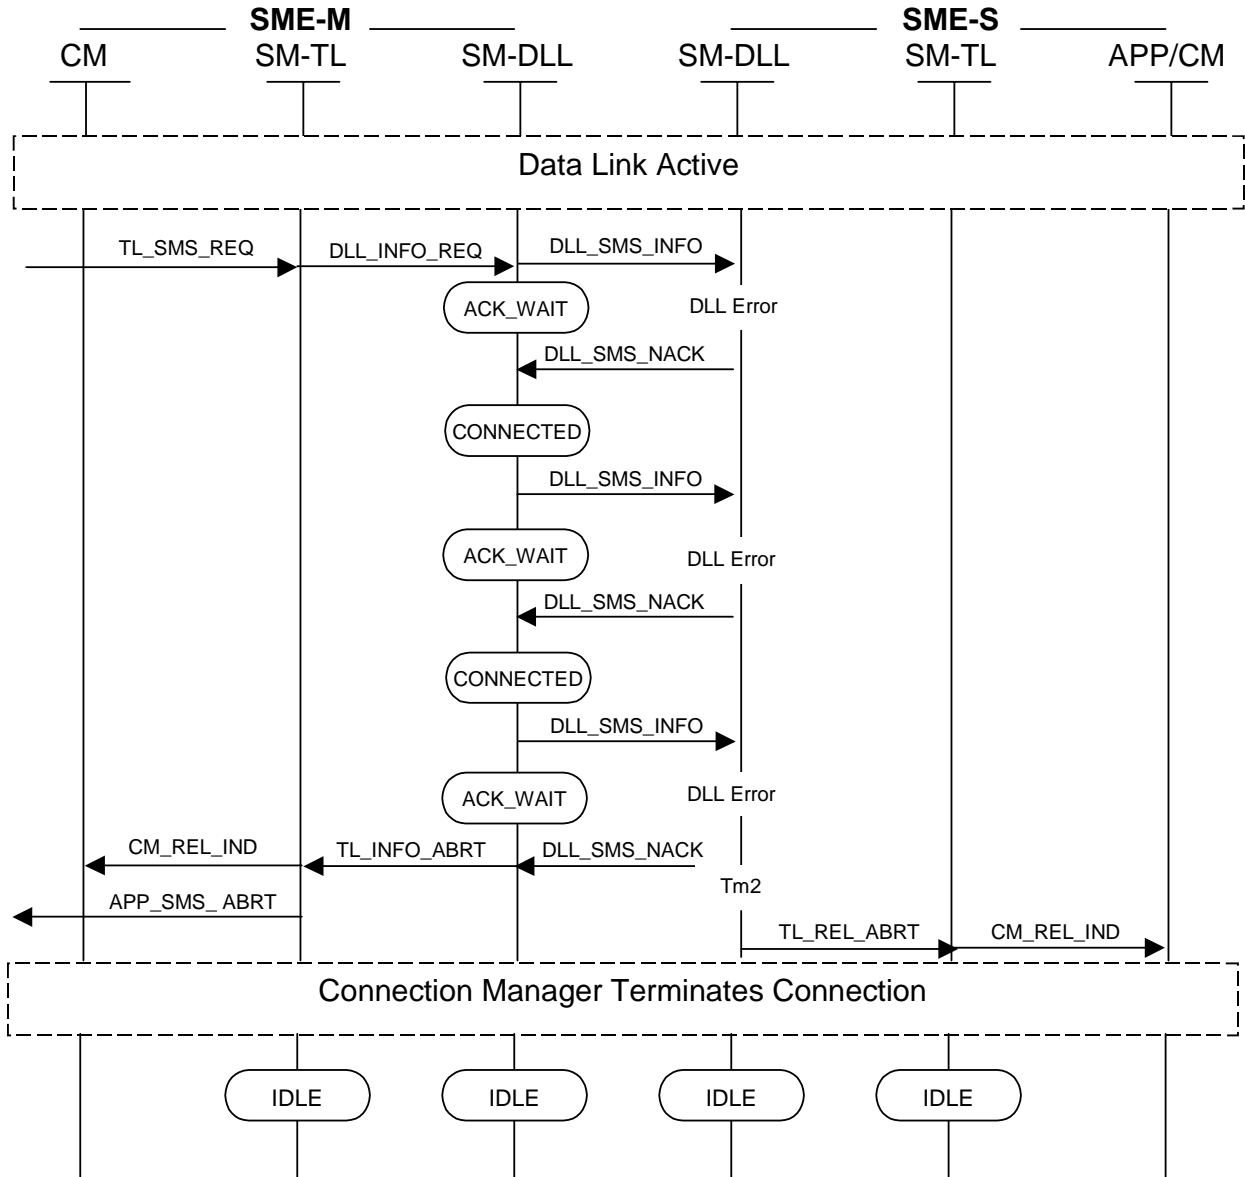 SME-M SME-S
CM SM-TL SM-DLL SM-DLL SM-TL APP/CM
Data Link Active
TL_SMS_REQ DLL_INFO_REQ DLL_SMS_INFO
ACK_WAIT DLL Error
DLL_SMS_NACK
CONNECTED
DLL_SMS_INFO
ACK_WAIT DLL Error
DLL_SMS_NACK
CONNECTED
DLL_SMS_INFO
ACK_WAIT DLL Error
CM_REL_IND TL_INFO_ABRT DLL_SMS_NACK
Tm2
APP_SMS_ ABRT
TL_REL_ABRT CM_REL_IND
Connection Manager Terminates Connection
IDLE IDLE IDLE IDLE